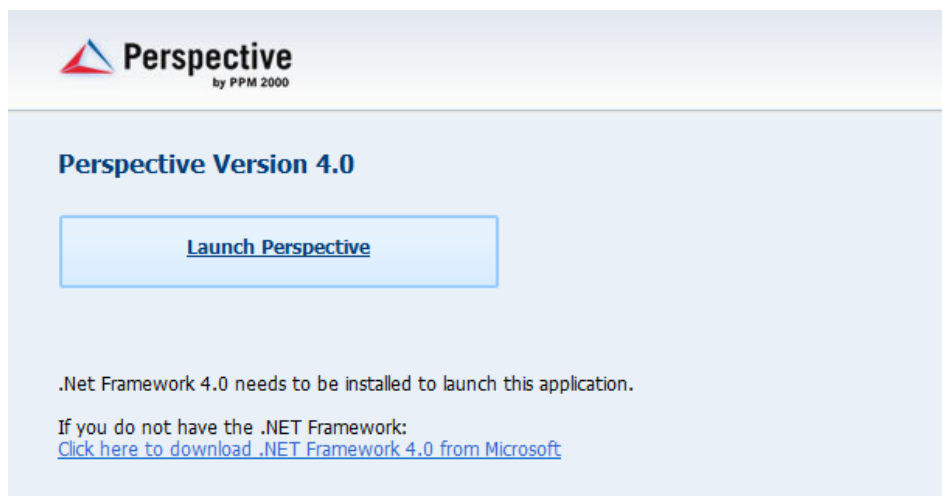 Perspective
by PPM 2000
Perspective Version 4.0
Launch Perspective
.Net Framework 4.0 needs to be installed to launch this application.
If you do not have the .NET Framework:
Click here to download .NET Framework 4.0 from Microsoft